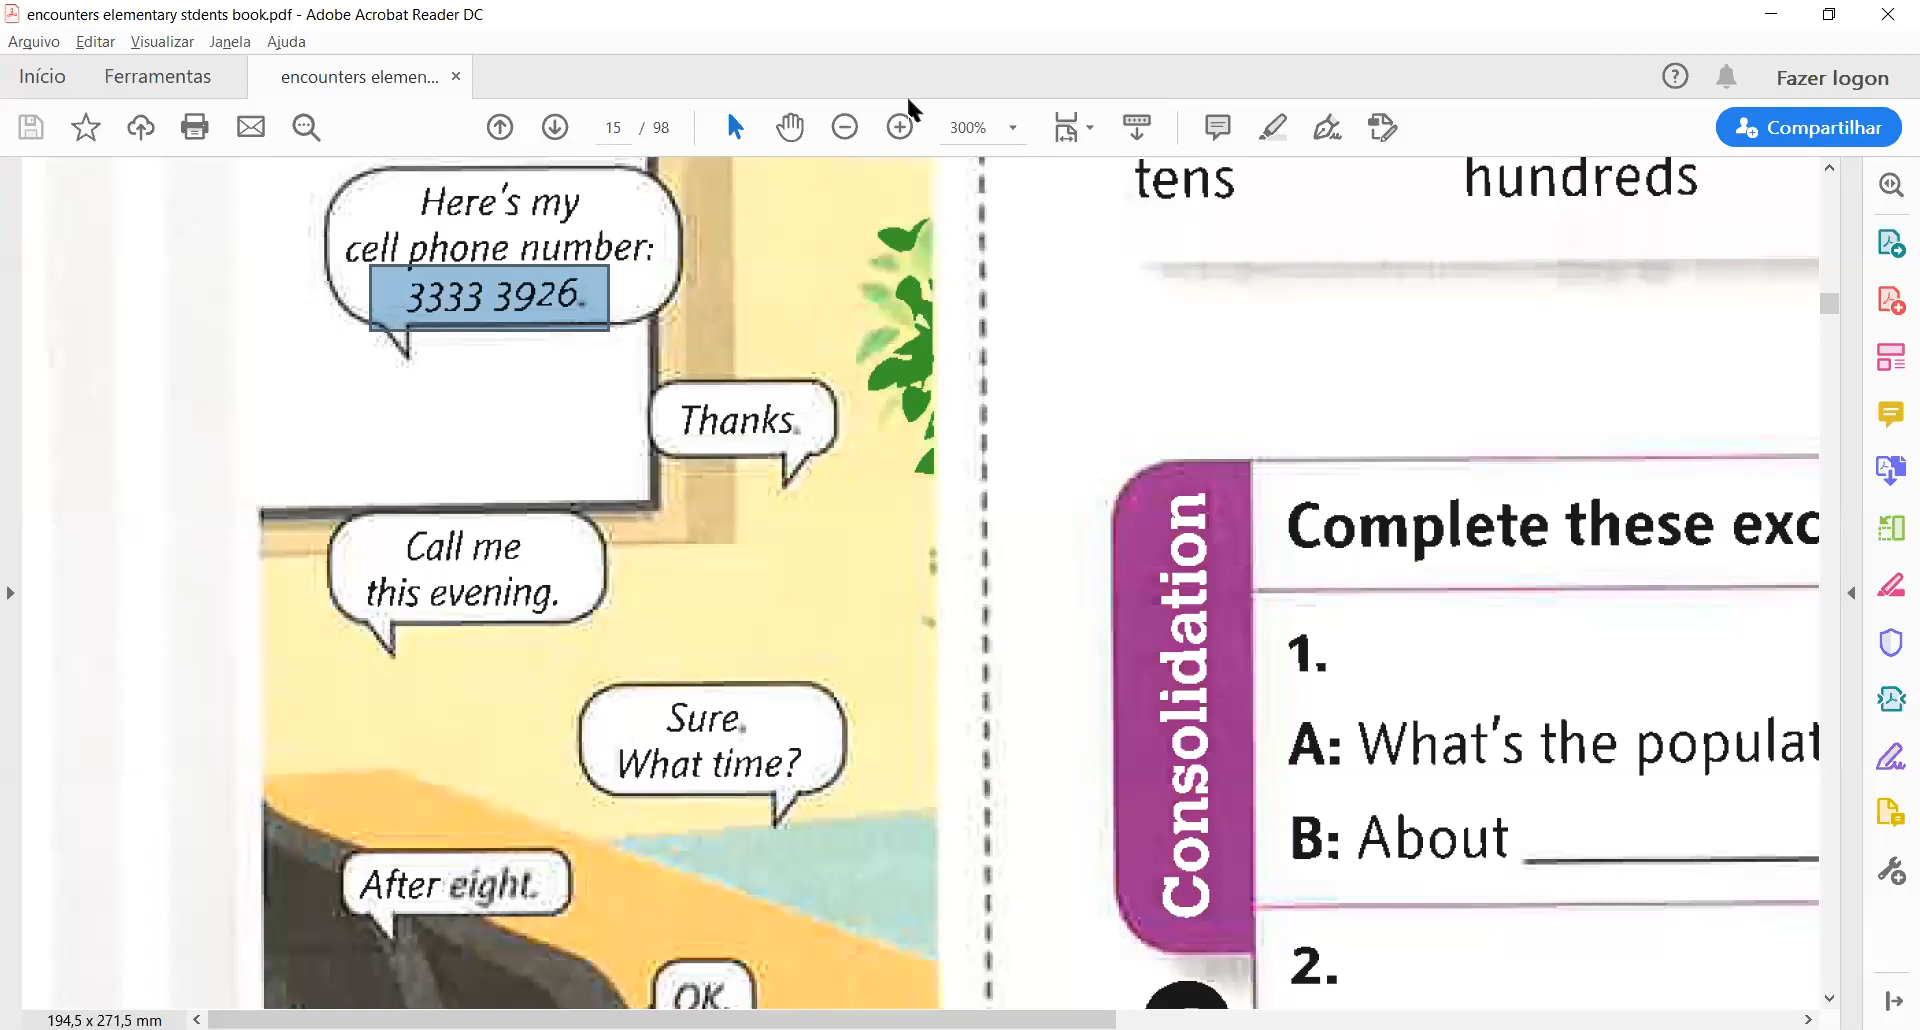 encounters elementary stdents book.pdf - Adobe Acrobat Reader DC
Arquivo Editar Visualizar Janela Ajuda
Início Ferramentas encounters elemen... × Fazer logon
15 / 98 300% Compartilhar
Here's my
cell phone number:
3333 3926.
Thanks.
Call me
this evening.
Sure.
What time?
After eight.
OK.
tens hundreds
Consolidation
Complete these exc
1.
A: What's the populat
B: About
2.
194,5 x 271,5 mm